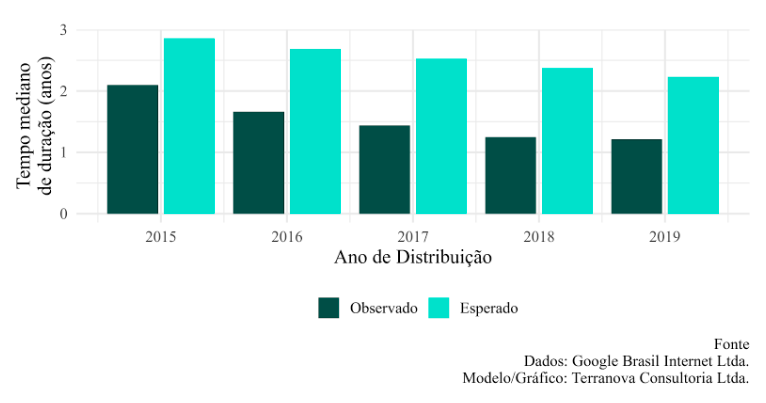 Tempo mediano
de duração (anos)
3
2
1
0
2015 2016 2017 2018 2019
Ano de Distribuição
Observado Esperado
Fonte
Dados: Google Brasil Internet Ltda.
Modelo/Gráfico: Terranova Consultoria Ltda.